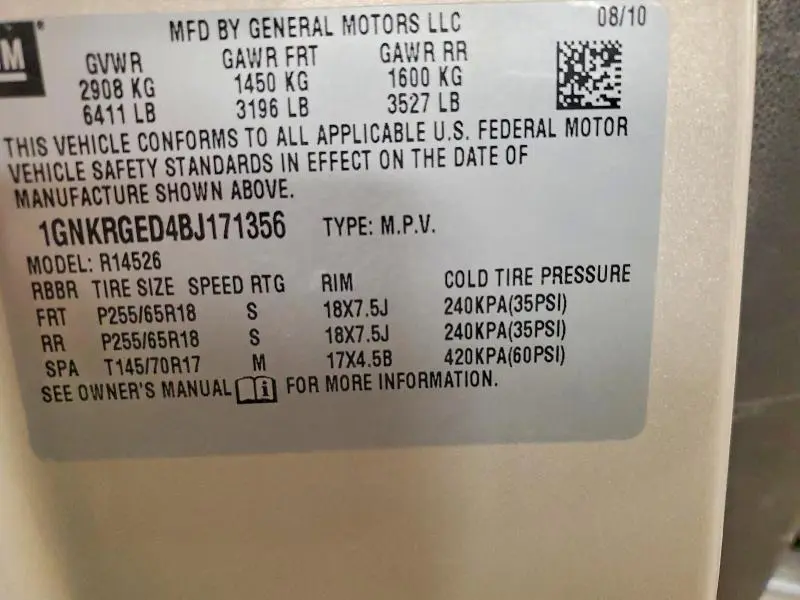 M
MFD BY GENERAL MOTORS LLC 08/10
GVWR GAWR FRT GAWR RR
2908 KG 1450 KG 1600 KG
6411 LB 3196 LB 3527 LB
THIS VEHICLE CONFORMS TO ALL APPLICABLE U.S. FEDERAL MOTOR
VEHICLE SAFETY STANDARDS IN EFFECT ON THE DATE OF
MANUFACTURE SHOWN ABOVE.
1GNKRGED4BJ171356 TYPE: M.P.V.
MODEL: R14526
RBBR TIRE SIZE SPEED RTG RIM COLD TIRE PRESSURE
FRT P255/65R18 S 18X7.5J 240KPA(35PSI)
RR P255/65R18 S 18X7.5J 240KPA(35PSI)
SPA T145/70R17 M 17X4.5B 420KPA(60PSI)
SEE OWNER'S MANUAL i FOR MORE INFORMATION.